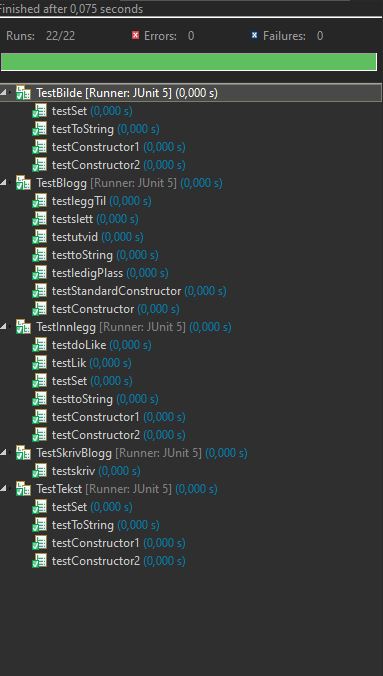 Finished after 0,075 seconds
Runs: 22/22 Errors: 0 Failures: 0
TestBilde [Runner: JUnit 5] (0,000 s)
testSet (0,000 s)
testToString (0,000 s)
testConstructor1 (0,000 s)
testConstructor2 (0,000 s)
TestBlogg [Runner: JUnit 5] (0,000 s)
testleggTil (0,000 s)
testslett (0,000 s)
testutvid (0,000 s)
testtoString (0,000 s)
testledigPlass (0,000 s)
testStandardConstructor (0,000 s)
testConstructor (0,000 s)
TestInnlegg [Runner: JUnit 5] (0,000 s)
testdoLike (0,000 s)
testLik (0,000 s)
testSet (0,000 s)
testtoString (0,000 s)
testConstructor1 (0,000 s)
testConstructor2 (0,000 s)
TestSkrivBlogg [Runner: JUnit 5] (0,000 s)
testskriv (0,000 s)
TestTekst [Runner: JUnit 5] (0,000 s)
testSet (0,000 s)
testToString (0,000 s)
testConstructor1 (0,000 s)
testConstructor2 (0,000 s)